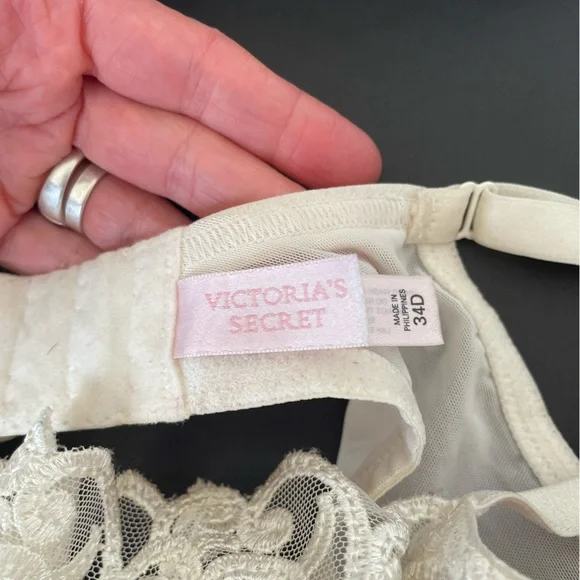 VICTORIA'S
SECRET
MADE IN
PHILIPPINES
34D